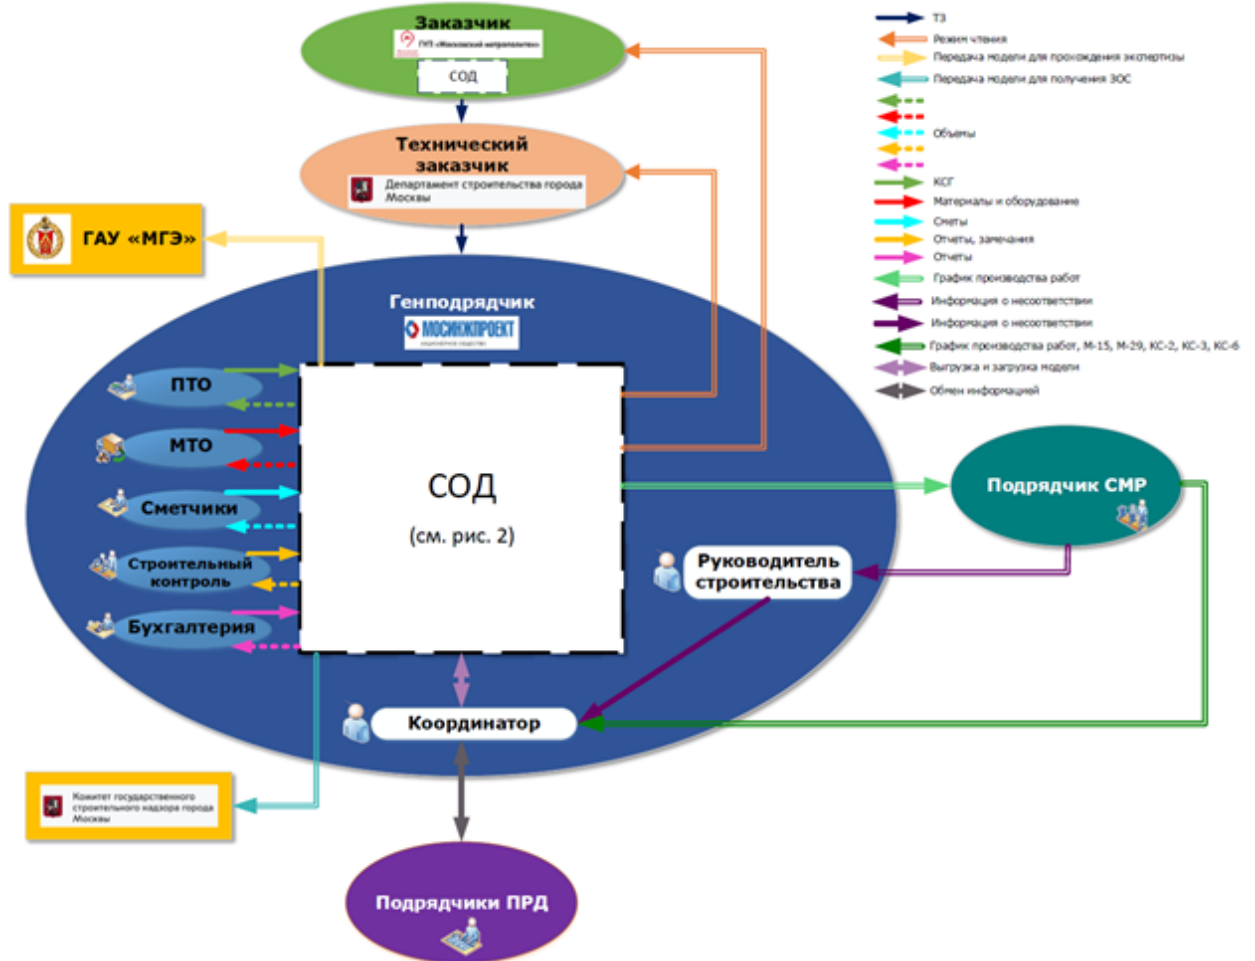 Заказчик
ГУП «Московский метрополитен»
СОД
Технический
заказчик
Департамент строительства города
Москвы
ГАУ «МГЭ»
Генподрядчик
МОСИНЖПРОЕКТ
АКЦИОНЕРНОЕ ОБЩЕСТВО
ПТО
МТО
Сметчики
Строительный
контроль
Бухгалтерия
СОД
(см. рис. 2)
Руководитель
строительства
Координатор
Подрядчик СМР
Комитет государственного
строительного надзора города
Москвы
Подрядчики ПРД
ТЗ
Режим чтения
Передача модели для прохождения экспертизы
Передача модели для получения ЗОС
Объемы
КСГ
Материалы и оборудование
Сметы
Отчеты, замечания
Отчеты
График производства работ
Информация о несоответствии
Информация о несоответствии
График производства работ, М-15, М-29, КС-2, КС-3, КС-6
Выгрузка и загрузка модели
Обмен информацией